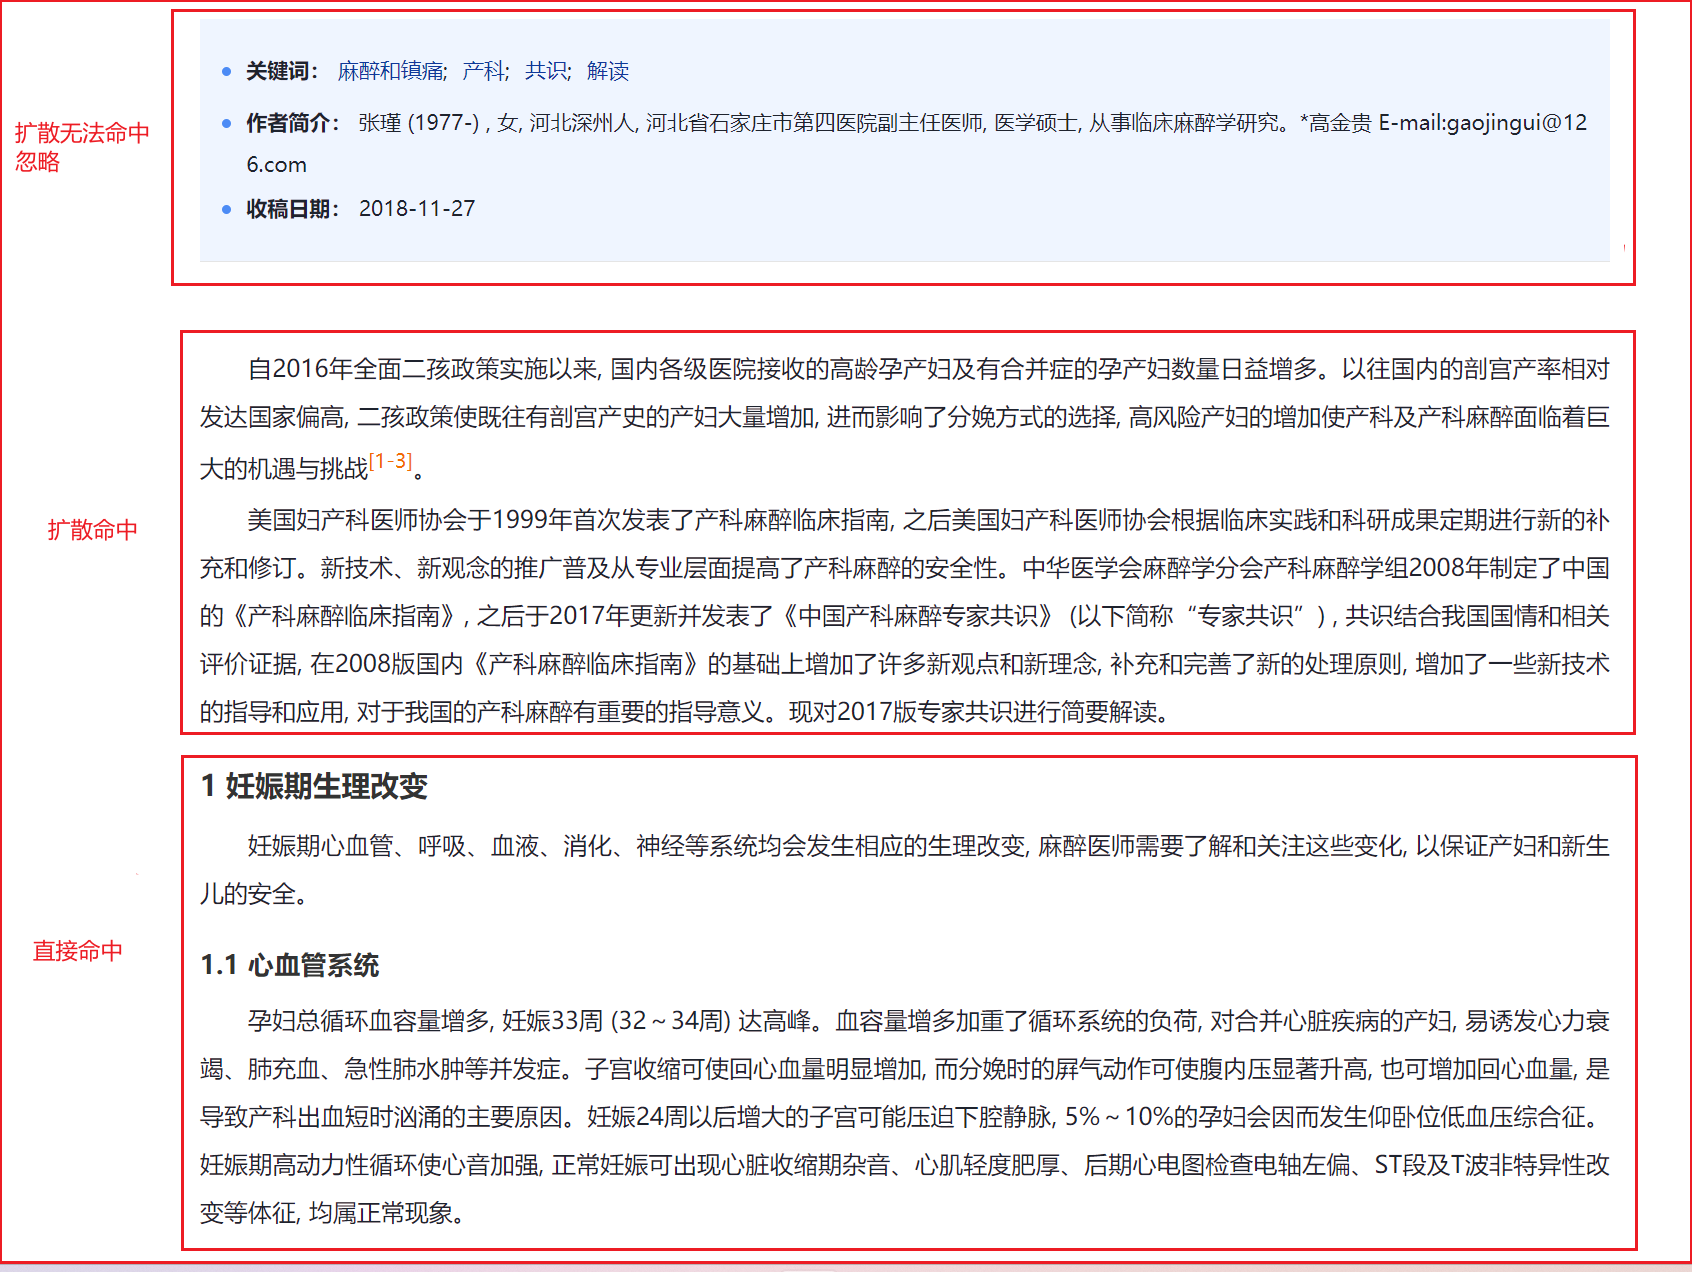 扩散无法命中
忽略
关键词： 麻醉和镇痛; 产科; 共识; 解读
作者简介： 张瑾 (1977-) , 女, 河北深州人, 河北省石家庄市第四医院副主任医师, 医学硕士, 从事临床麻醉学研究。*高金贵 E-mail:gaojingui@12
6.com
收稿日期： 2018-11-27
扩散命中
自2016年全面二孩政策实施以来, 国内各级医院接收的高龄孕产妇及有合并症的孕产妇数量日益增多。以往国内的剖宫产率相对
发达国家偏高, 二孩政策使既往有剖宫产史的产妇大量增加, 进而影响了分娩方式的选择, 高风险产妇的增加使产科及产科麻醉面临着巨
大的机遇与挑战[1-3]。
美国妇产科医师协会于1999年首次发表了产科麻醉临床指南, 之后美国妇产科医师协会根据临床实践和科研成果定期进行新的补
充和修订。新技术、新观念的推广普及从专业层面提高了产科麻醉的安全性。中华医学会麻醉学分会产科麻醉学组2008年制定了中国
的《产科麻醉临床指南》, 之后于2017年更新并发表了《中国产科麻醉专家共识》 (以下简称“专家共识”) , 共识结合我国国情和相关
评价证据, 在2008版国内《产科麻醉临床指南》的基础上增加了许多新观点和新理念, 补充和完善了新的处理原则, 增加了一些新技术
的指导和应用, 对于我国的产科麻醉有重要的指导意义。现对2017版专家共识进行简要解读。
直接命中
1 妊娠期生理改变
妊娠期心血管、呼吸、血液、消化、神经等系统均会发生相应的生理改变, 麻醉医师需要了解和关注这些变化, 以保证产妇和新生
儿的安全。
1.1 心血管系统
孕妇总循环血容量增多, 妊娠33周 (32～34周) 达高峰。血容量增多加重了循环系统的负荷, 对合并心脏疾病的产妇, 易诱发心力衰
竭、肺充血、急性肺水肿等并发症。子宫收缩可使回心血量明显增加, 而分娩时的屏气动作可使腹内压显著升高, 也可增加回心血量, 是
导致产科出血短时汹涌的主要原因。妊娠24周以后增大的子宫可能压迫下腔静脉, 5%～10%的孕妇会因而发生仰卧位低血压综合征。
妊娠期高动力性循环使心音加强, 正常妊娠可出现心脏收缩期杂音、心肌轻度肥厚、后期心电图检查电轴左偏、ST段及T波非特异性改
变等体征, 均属正常现象。